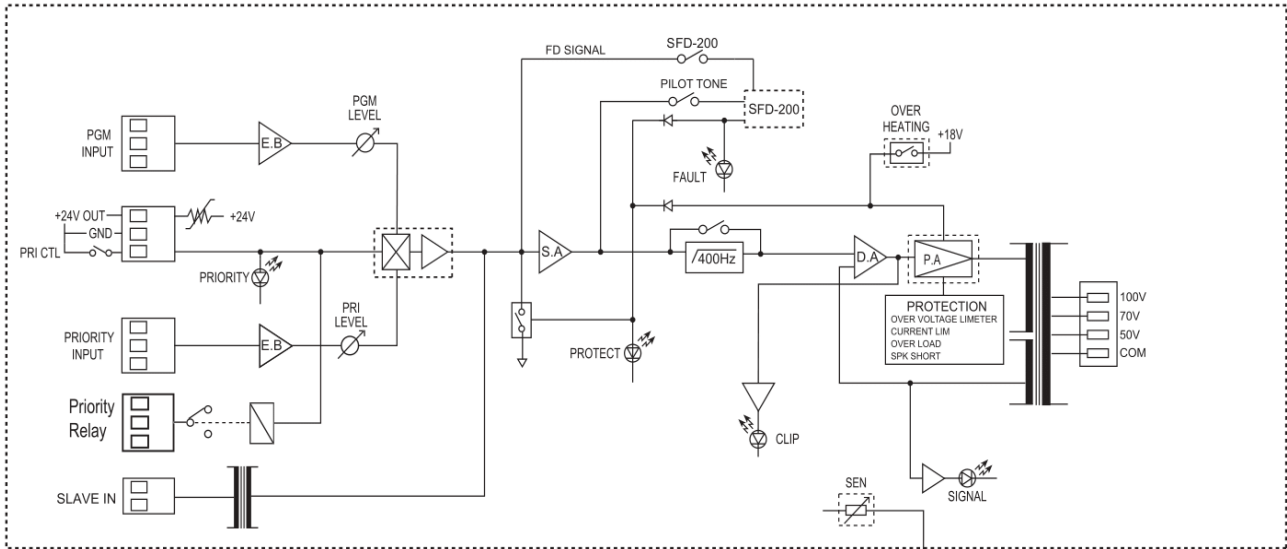 SFD-200
FD SIGNAL
PILOT TONE
SFD-200
PGM
LEVEL
PGM
INPUT
E.B
OVER
HEATING
+18V
FAULT
+24V OUT
GND
PRI CTL
+24V
PRIORITY
S.A
400Hz
D.A
P.A
PRI
LEVEL
PRIORITY
INPUT
E.B
PROTECT
PROTECTION
OVER VOLTAGE LIMETER
CURRENT LIM
OVER LOAD
SPK SHORT
100V
70V
50V
COM
Priority
Relay
CLIP
SLAVE IN
SEN
SIGNAL